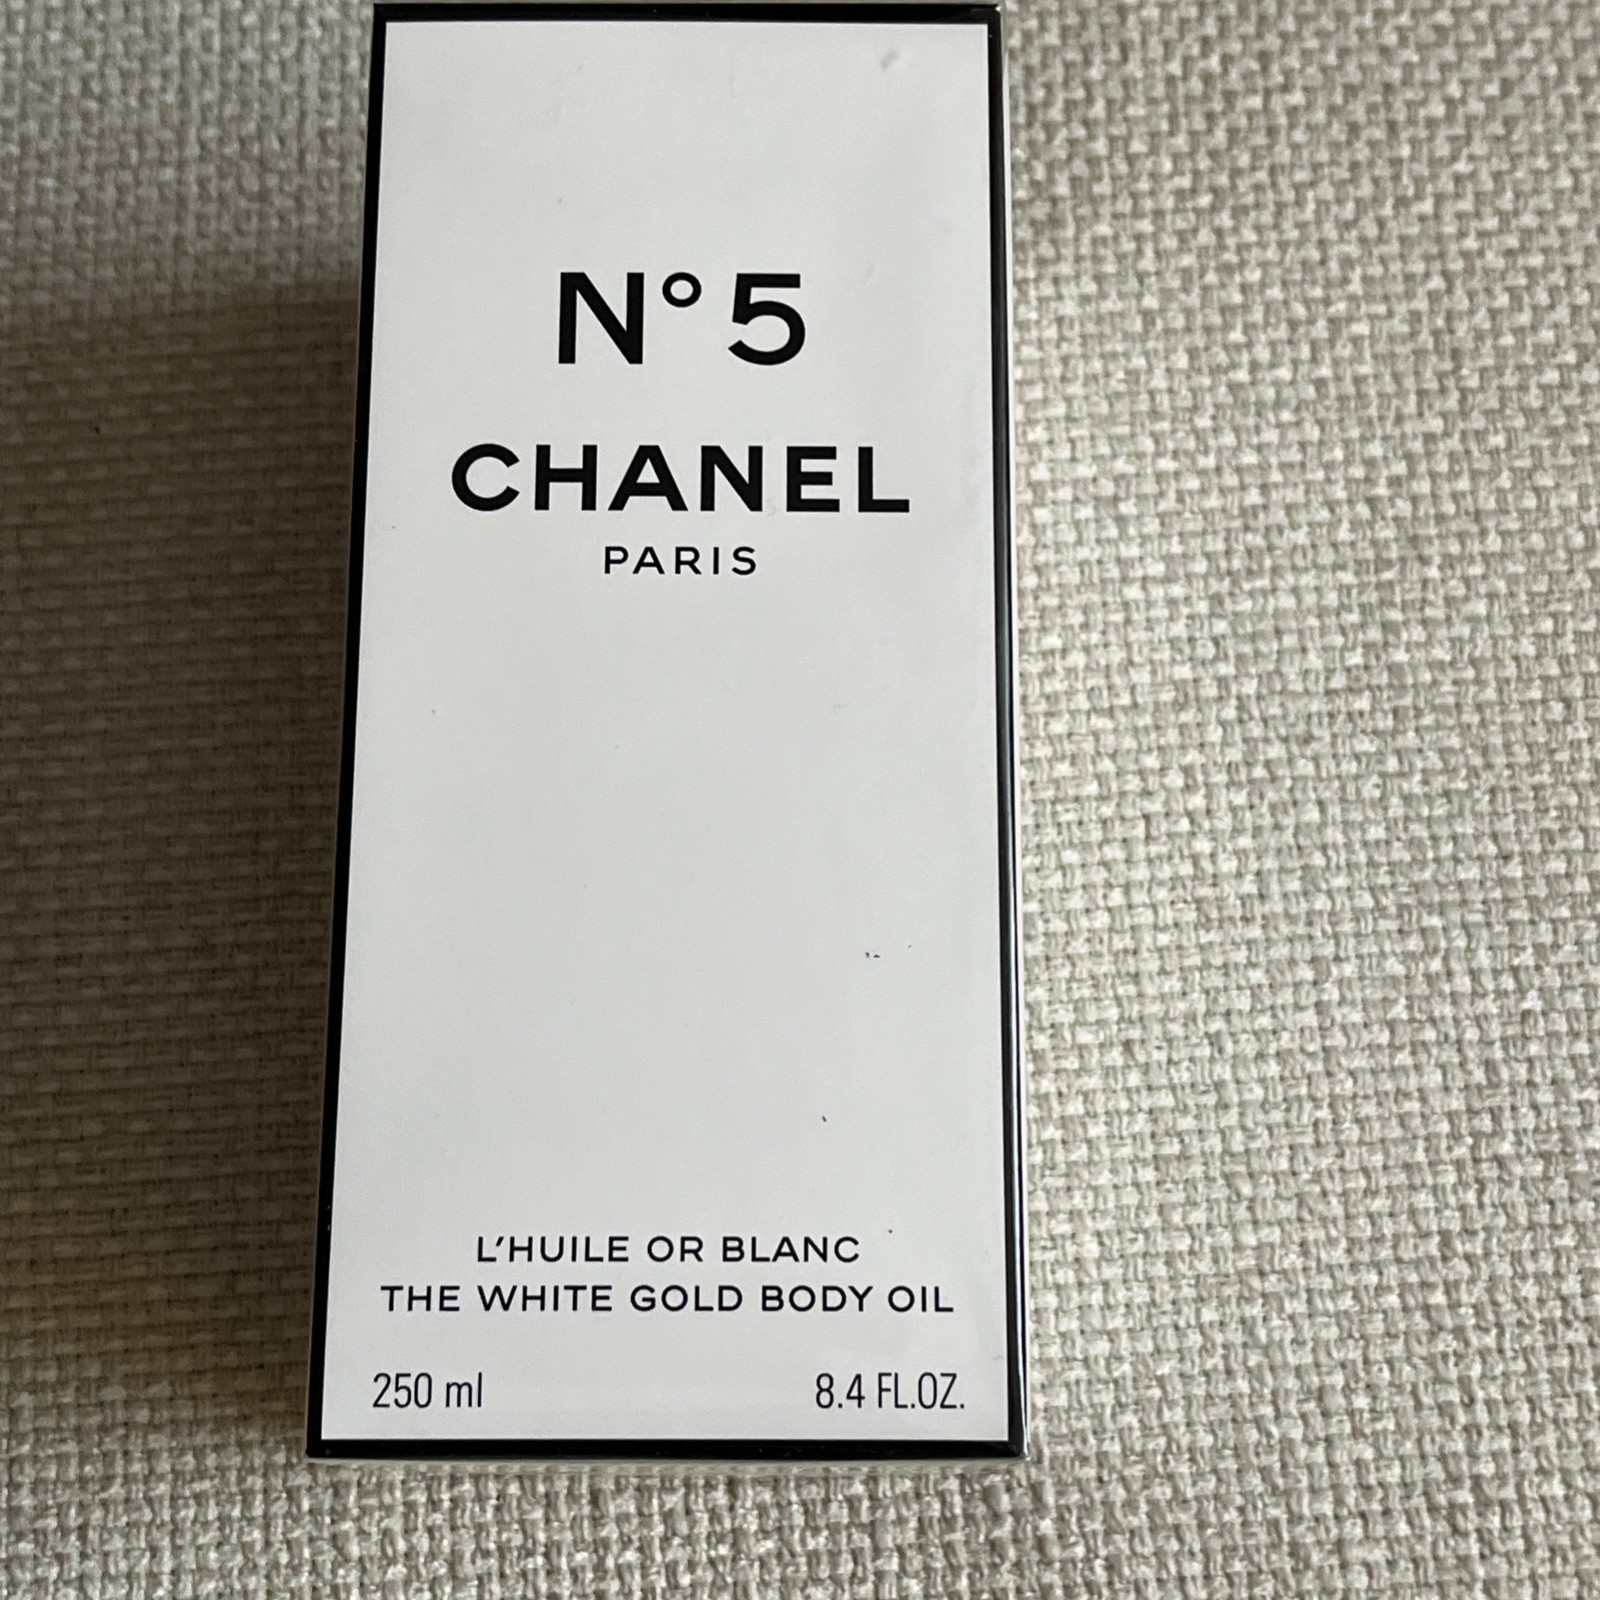 N°5
CHANEL
PARIS
L'HUILE OR BLANC
THE WHITE GOLD BODY OIL
250 ml 8.4 FL.OZ.